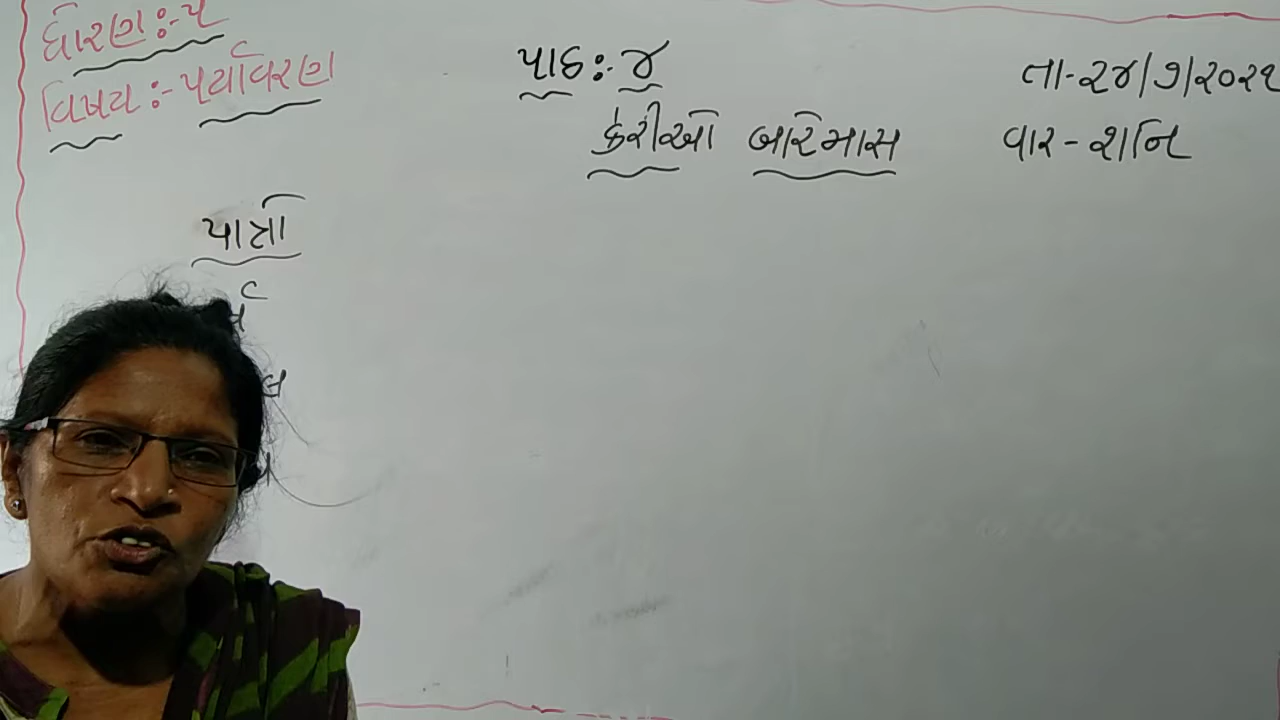 ધોરણ:-૫
વિષય:-પર્યાવરણ
પાઠ:-૪
કેરીઓ બારેમાસ
તા-૨૪/૭/૨૦૨૧
વાર-શનિ
પાત્રો